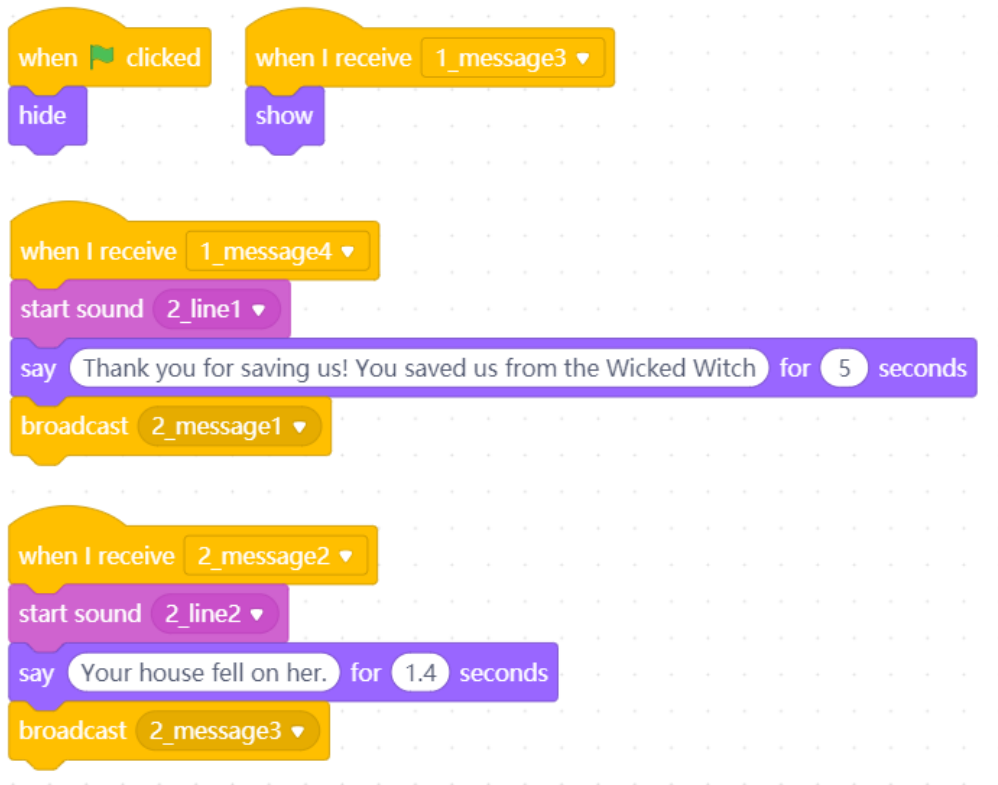 when clicked
hide
when I receive 1_message3
show
when I receive 1_message4
start sound 2_line1
say Thank you for saving us! You saved us from the Wicked Witch for 5 seconds
broadcast 2_message1
when I receive 2_message2
start sound 2_line2
say Your house fell on her. for 1.4 seconds
broadcast 2_message3